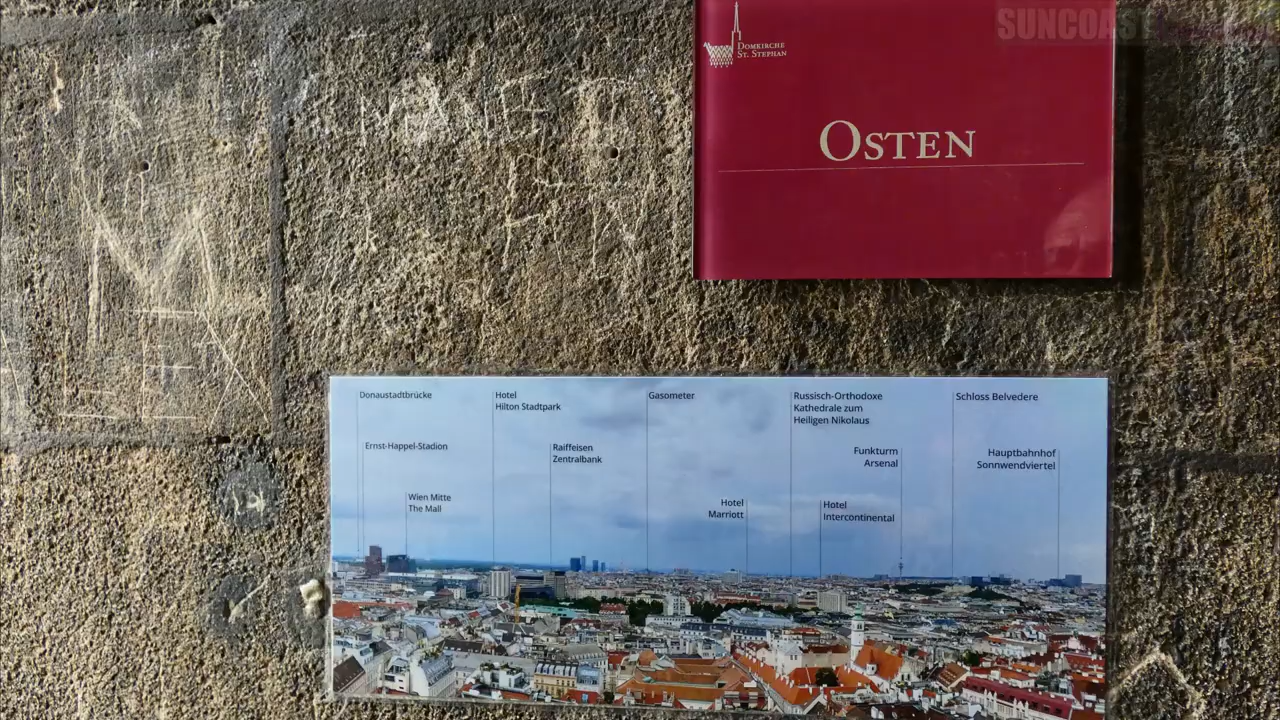 SUNCOAST
DOMKIRCHE
ST. STEPHAN
OSTEN
Donaustadtbrücke
Hotel
Hilton Stadtpark
Gasometer
Russisch-Orthodoxe
Kathedrale zum
Heiligen Nikolaus
Schloss Belvedere
Ernst-Happel-Stadion
Raiffeisen
Zentralbank
Funkturm
Arsenal
Hauptbahnhof
Sonnwendviertel
Wien Mitte
The Mall
Hotel
Marriott
Hotel
Intercontinental